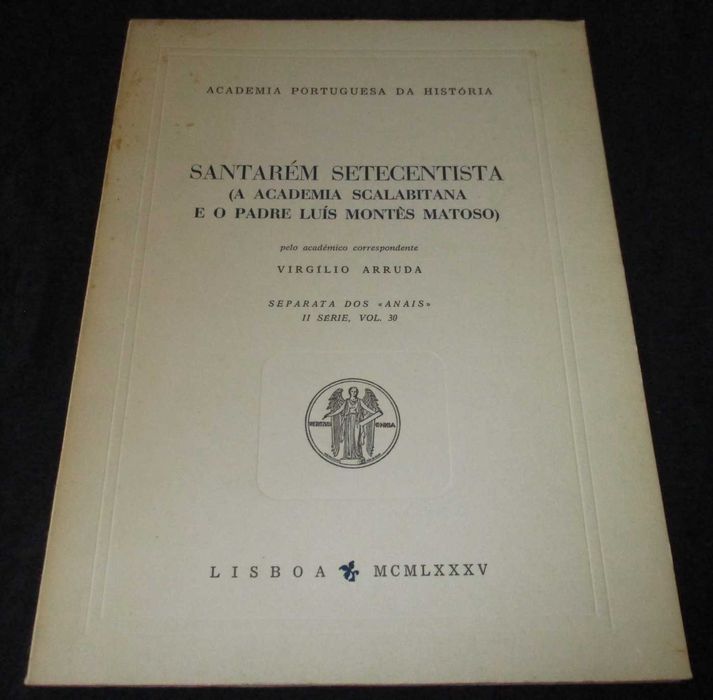 ACADEMIA PORTUGUESA DA HISTÓRIA
SANTARÉM SETECENTISTA
(A ACADEMIA SCALABITANA
E O PADRE LUÍS MONTÊS MATOSO)
pelo académico correspondente
VIRGÍLIO ARRUDA
SEPARATA DOS «ANAIS»
II SÉRIE, VOL. 30
LISBOA MCMLXXXV